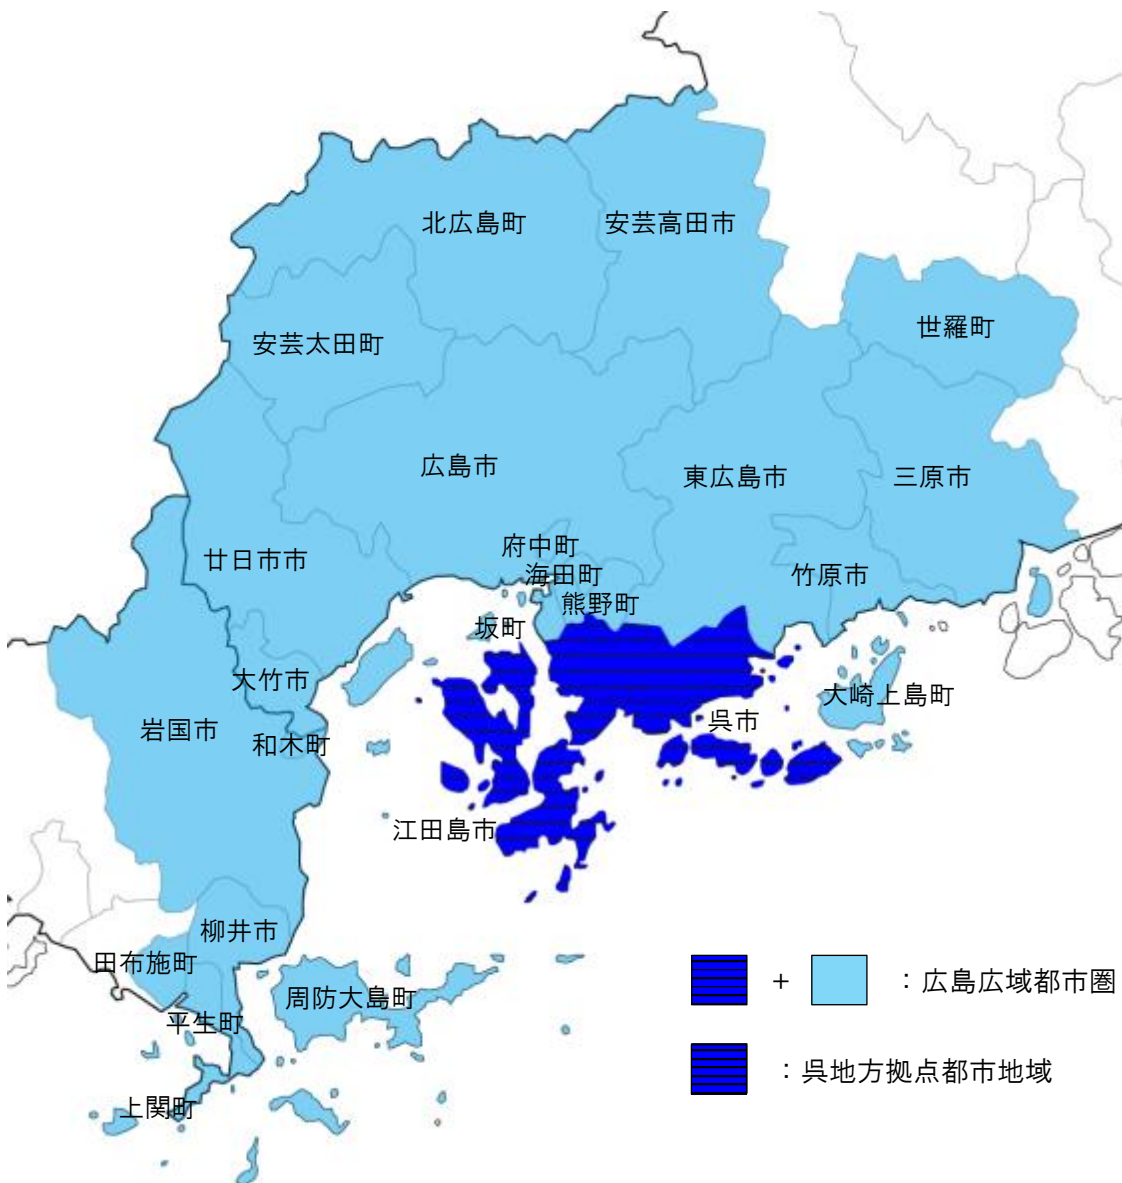 北広島町
安芸高田市
安芸太田町
世羅町
広島市
東広島市
三原市
府中町
廿日市市
海田町
竹原市
熊野町
坂町
大竹市
大崎上島町
岩国市
呉市
和木町
江田島市
柳井市
田布施町
周防大島町
平生町
上関町
+ ：広島広域都市圏
：呉地方拠点都市地域